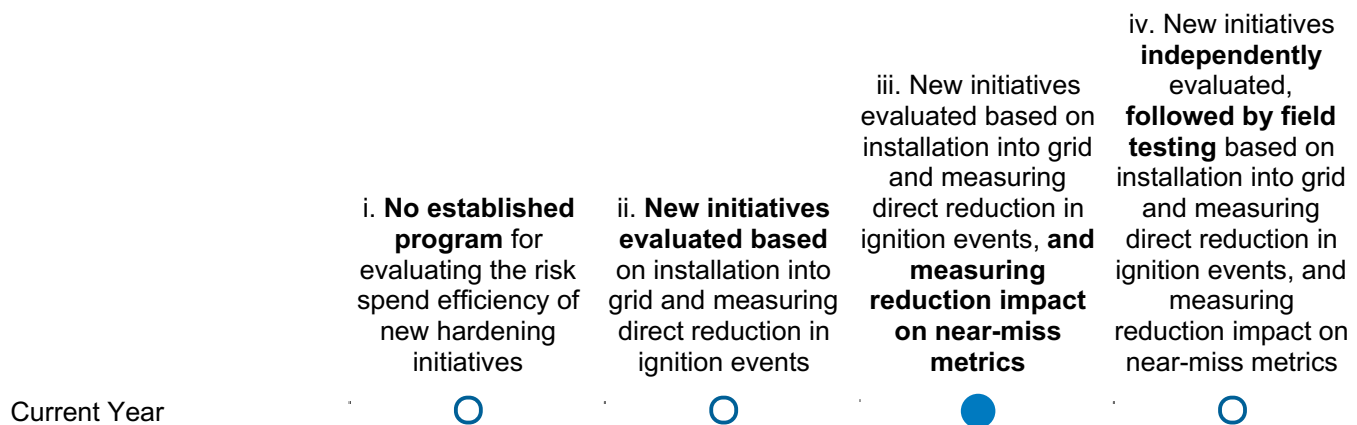 i. No established
program for
evaluating the risk
spend efficiency of
new hardening
initiatives
ii. New initiatives
evaluated based
on installation into
grid and measuring
direct reduction in
ignition events
iii. New initiatives
evaluated based on
installation into grid
and measuring
direct reduction in
ignition events, and
measuring
reduction impact
on near-miss
metrics
iv. New initiatives
independently
evaluated,
followed by field
testing based on
installation into grid
and measuring
direct reduction in
ignition events, and
measuring
reduction impact on
near-miss metrics
Current Year